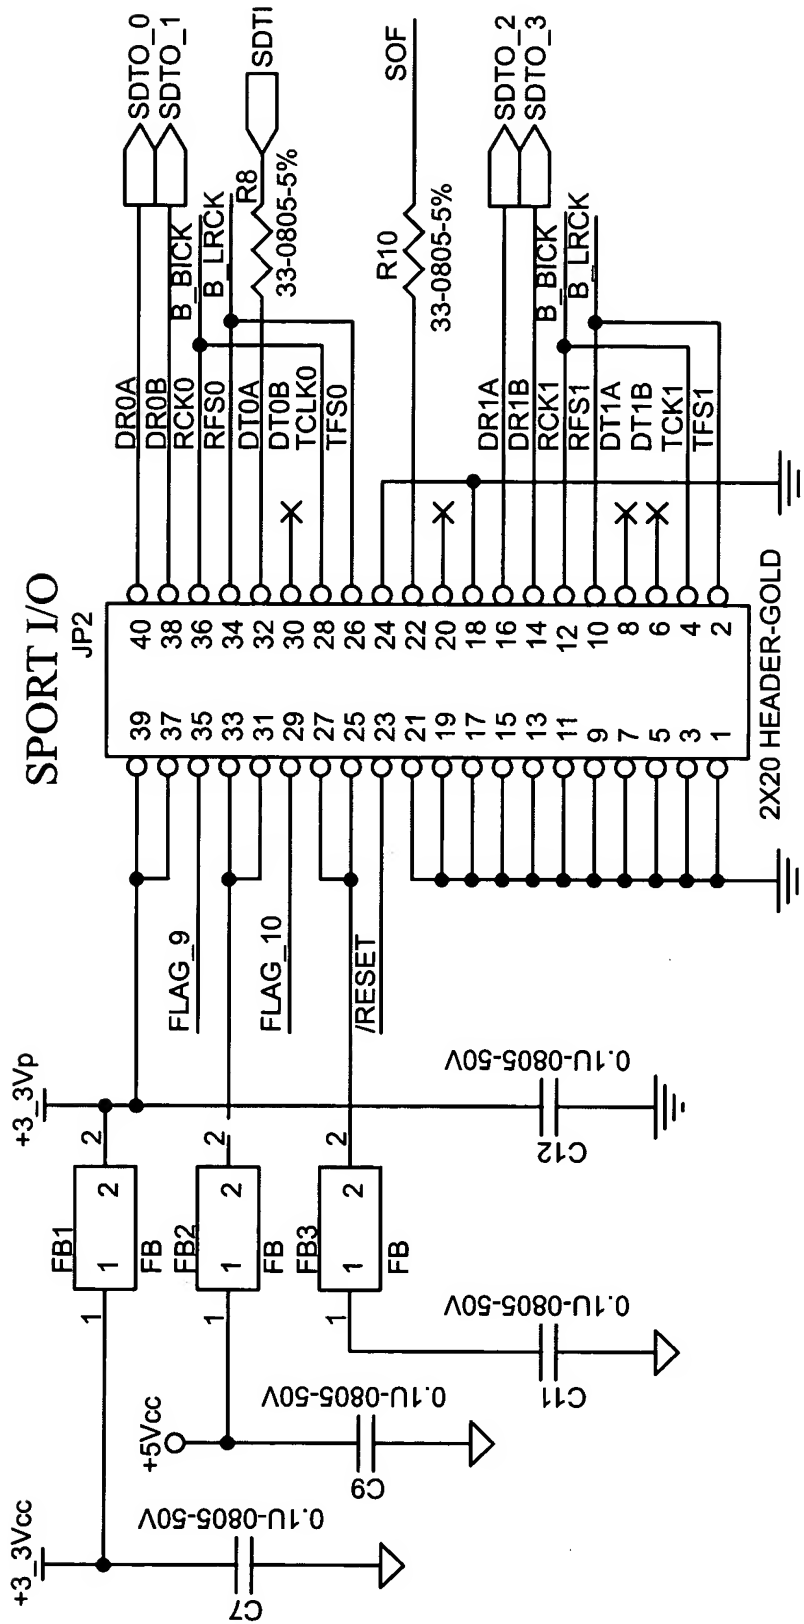 SPORT I/O
JP2
+3_3Vcc
C7
0.1U-0805-50V
+5Vcc
C9
0.1U-0805-50V
1
FB1
1 2
FB
2
+3_3Vp
1
FB2
1 2
FB
2
1
FB3
1 2
FB
2
C11
0.1U-0805-50V
C12
0.1U-0805-50V
FLAG_9
FLAG_10
/RESET
39 40
37 38
35 36
33 34
31 32
29 30
27 28
25 26
23 24
21 22
19 20
17 18
15 16
13 14
11 12
9 10
7 8
5 6
3 4
1 2
2X20 HEADER-GOLD
DR0A
SDTO_0
DR0B
SDTO_1
RCK0
B_BICK
RFS0
B_LRCK
DT0A
R8
33-0805-5%
SDTI
DT0B
TCLK0
TFS0
R10
33-0805-5%
SOF
DR1A
SDTO_2
DR1B
SDTO_3
RCK1
B_BICK
RFS1
B_LRCK
DT1A
DT1B
TCK1
TFS1